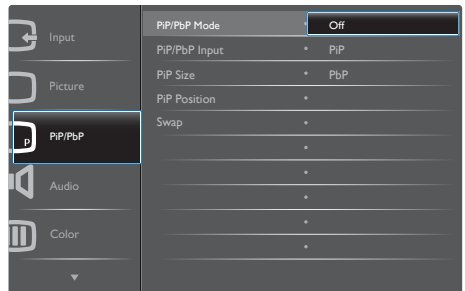 Input
Picture
P
PiP/PbP
Audio
Color
PiP/PbP Mode
Off
PiP/PbP Input
PiP
PiP Size
PbP
PiP Position
Swap